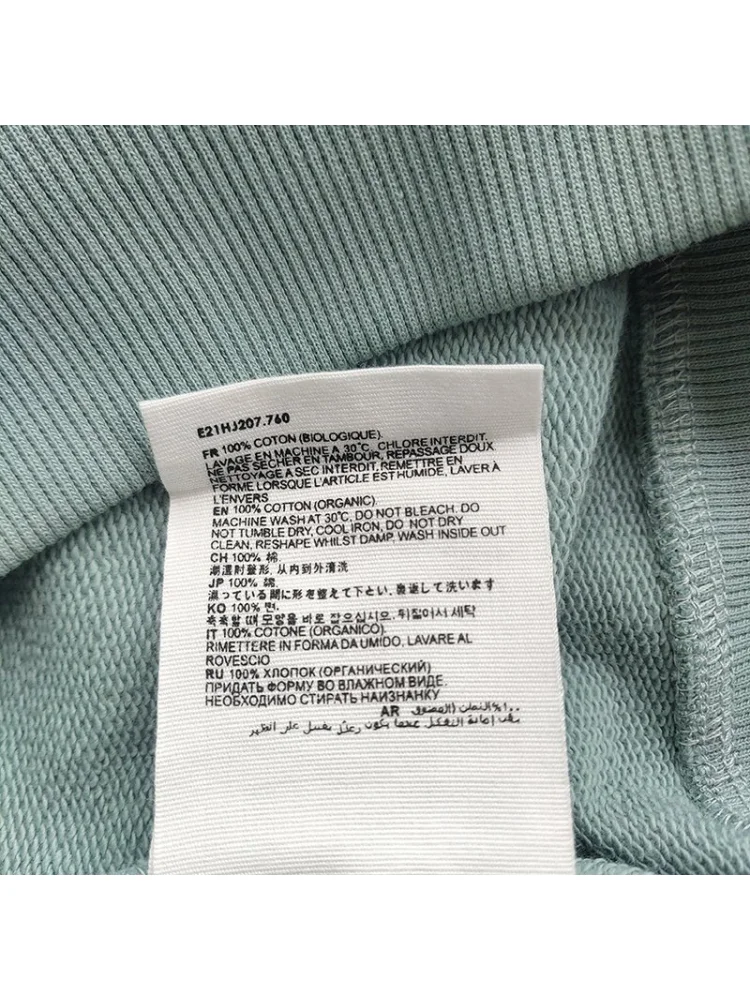 E21HJ207.760
FR 100% COTON (BIOLOGIQUE).
LAVAGE EN MACHINE A 30°C, CHLORE INTERDIT.
NE PAS SÉCHER EN TAMBOUR, REPASSAGE DOUX
NETTOYAGE A SEC INTERDIT, REMETTRE EN
FORME LORSQUE L'ARTICLE EST HUMIDE, LAVER À
L'ENVERS
EN 100% COTTON (ORGANIC).
MACHINE WASH AT 30°C, DO NOT BLEACH. DO
NOT TUMBLE DRY, COOL IRON, DO NOT DRY
CLEAN, RESHAPE WHILST DAMP, WASH INSIDE OUT
CH 100% 棉
潮湿时整形, 从内到外清洗
JP 100% 綿
湿っている間に形を整えて下さい. 裏返して洗います
KO 100% 면.
축축할 때 모양을 바로 잡으십시오, 뒤집어서 세탁
IT 100% COTONE (ORGANICO)
RIMETTERE IN FORMA DA UMIDO, LAVARE AL
ROVESCIO
RU 100% ХЛОПОК (ОРГАНИЧЕСКИЙ)
ПРИДАТЬ ФОРМУ ВО ВЛАЖНОМ ВИДЕ.
НЕОБХОДИМО СТИРАТЬ НАИЗНАНКУ
AR ١٠٠%
على